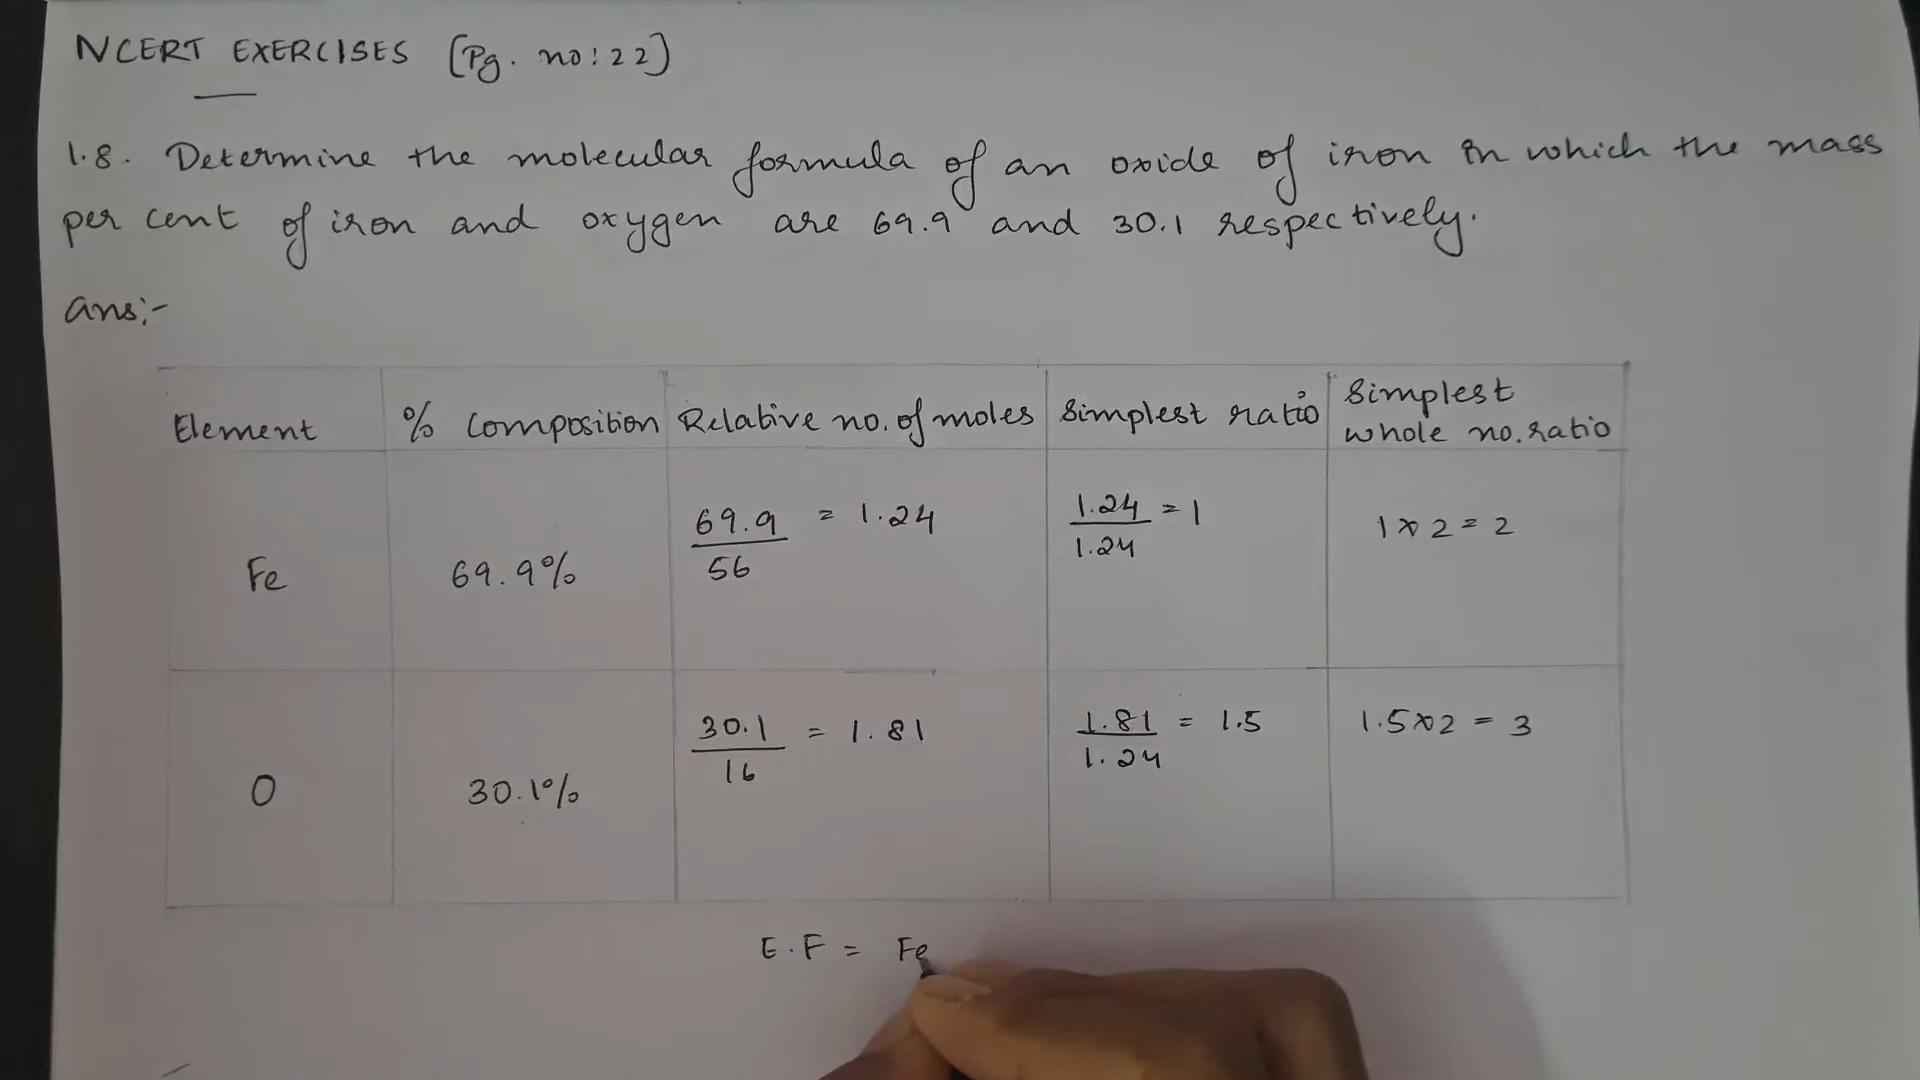 NCERT EXERCISES [Pg. no:22]
1.8. Determine the molecular formula of an oxide of iron in which the mass
per cent of iron and oxygen are 69.9 and 30.1 respectively.
Ans:-
Element % Composition Relative no. of moles Simplest ratio Simplest whole no. ratio
Fe 69.9% 69.9/56 = 1.24 1.24/1.24 = 1 1 × 2 = 2
O 30.1% 30.1/16 = 1.81 1.81/1.24 = 1.5 1.5×2 = 3
E.F = Fe